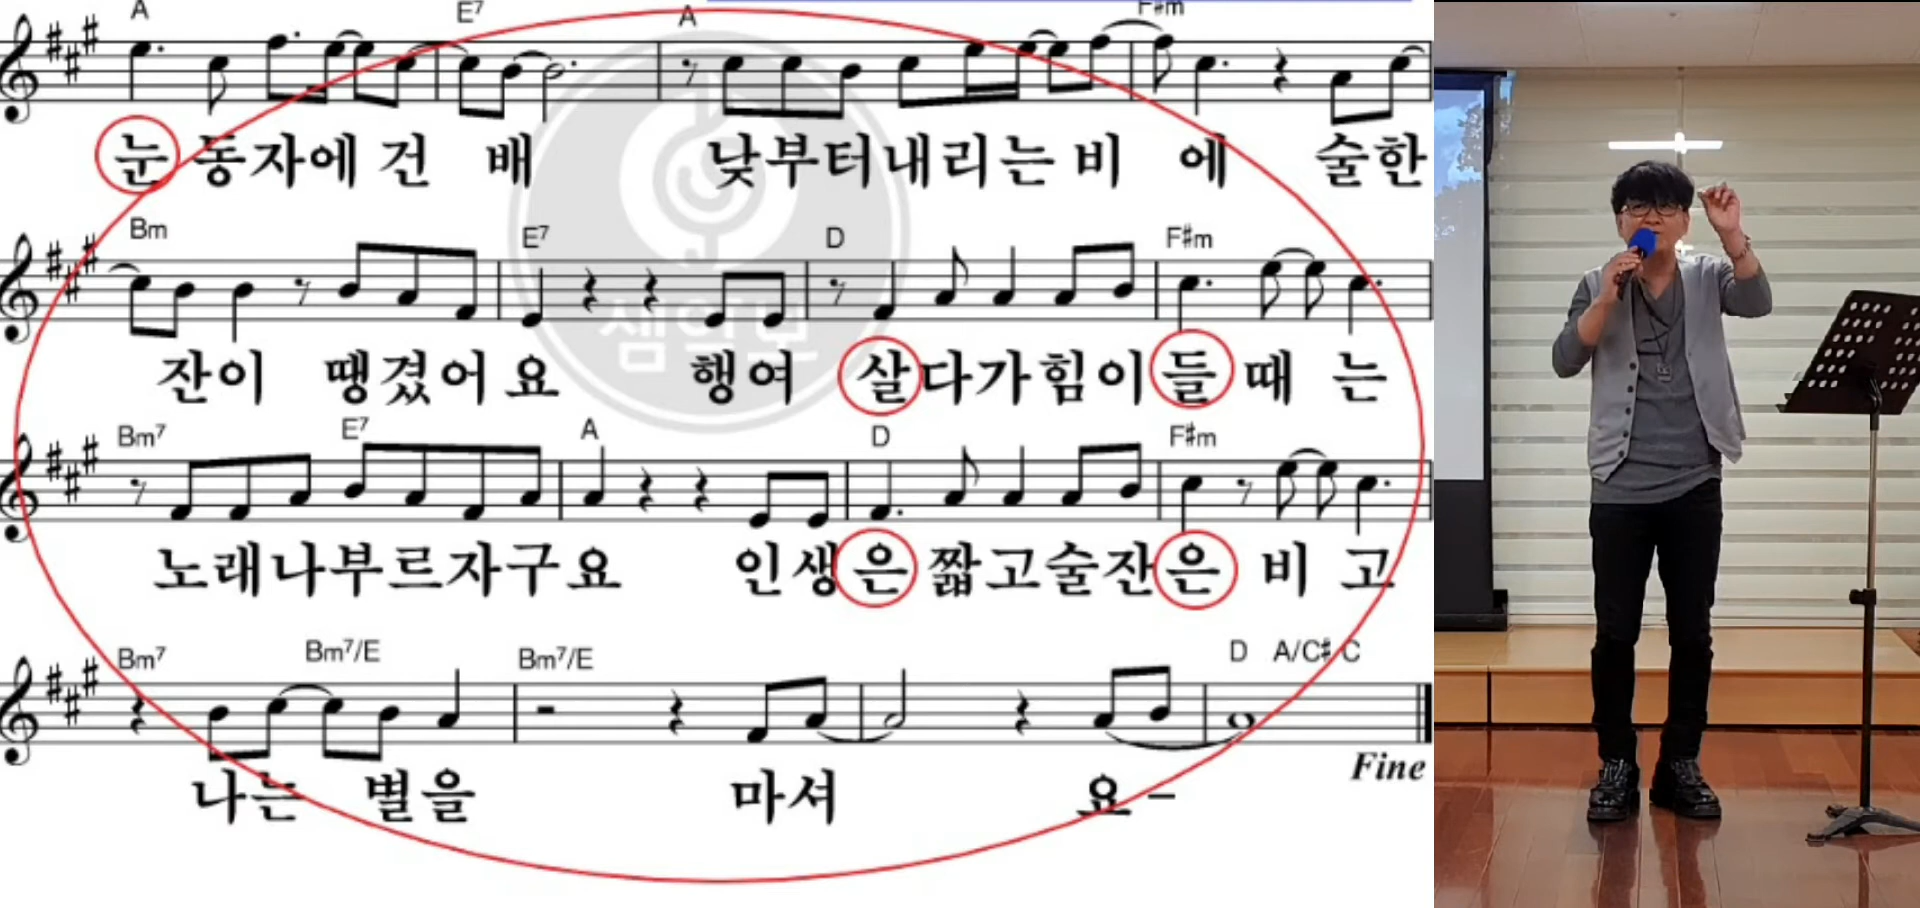 A E7 A F#m
눈동자에 건 배 낮부터내리는 비 에 술한
Bm E7 D F#m
샘악보
잔이 땡겼어 요 행여 살다가힘이들 때 는
Bm7 E7 A D F#m
노래나부르자구요 인생은 짧고술잔은 비 고
Bm7 Bm7/E Bm7/E D A/C# C
Fine
나는 별을 마셔 요 –